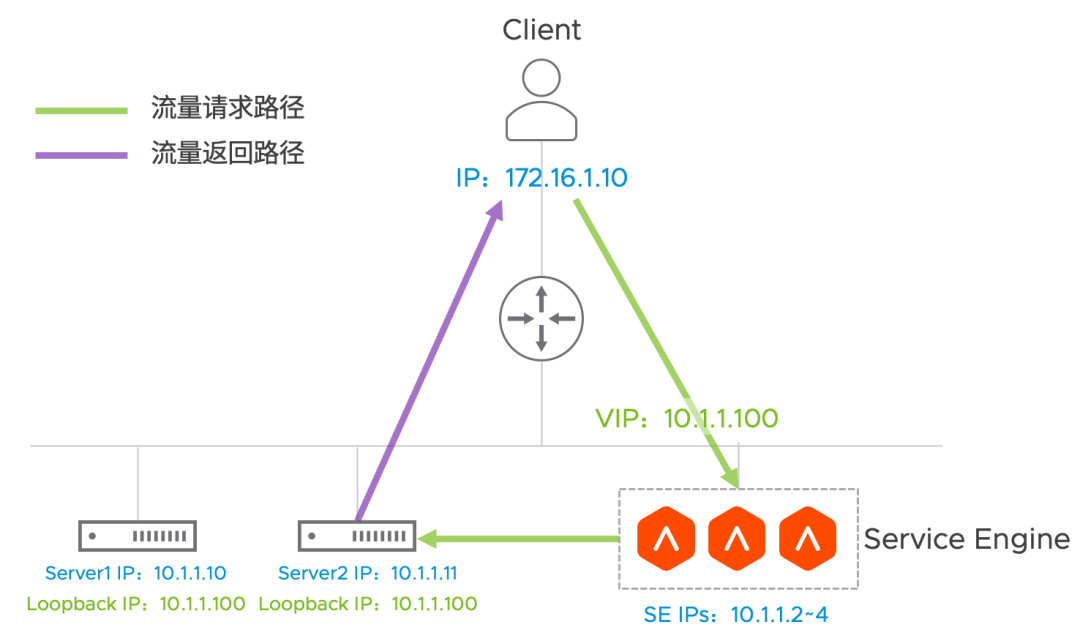 Client
流量请求路径
流量返回路径
IP：172.16.1.10
VIP：10.1.1.100
Service Engine
Server1 IP：10.1.1.10
Server2 IP：10.1.1.11
Loopback IP：10.1.1.100
Loopback IP：10.1.1.100
SE IPs：10.1.1.2~4